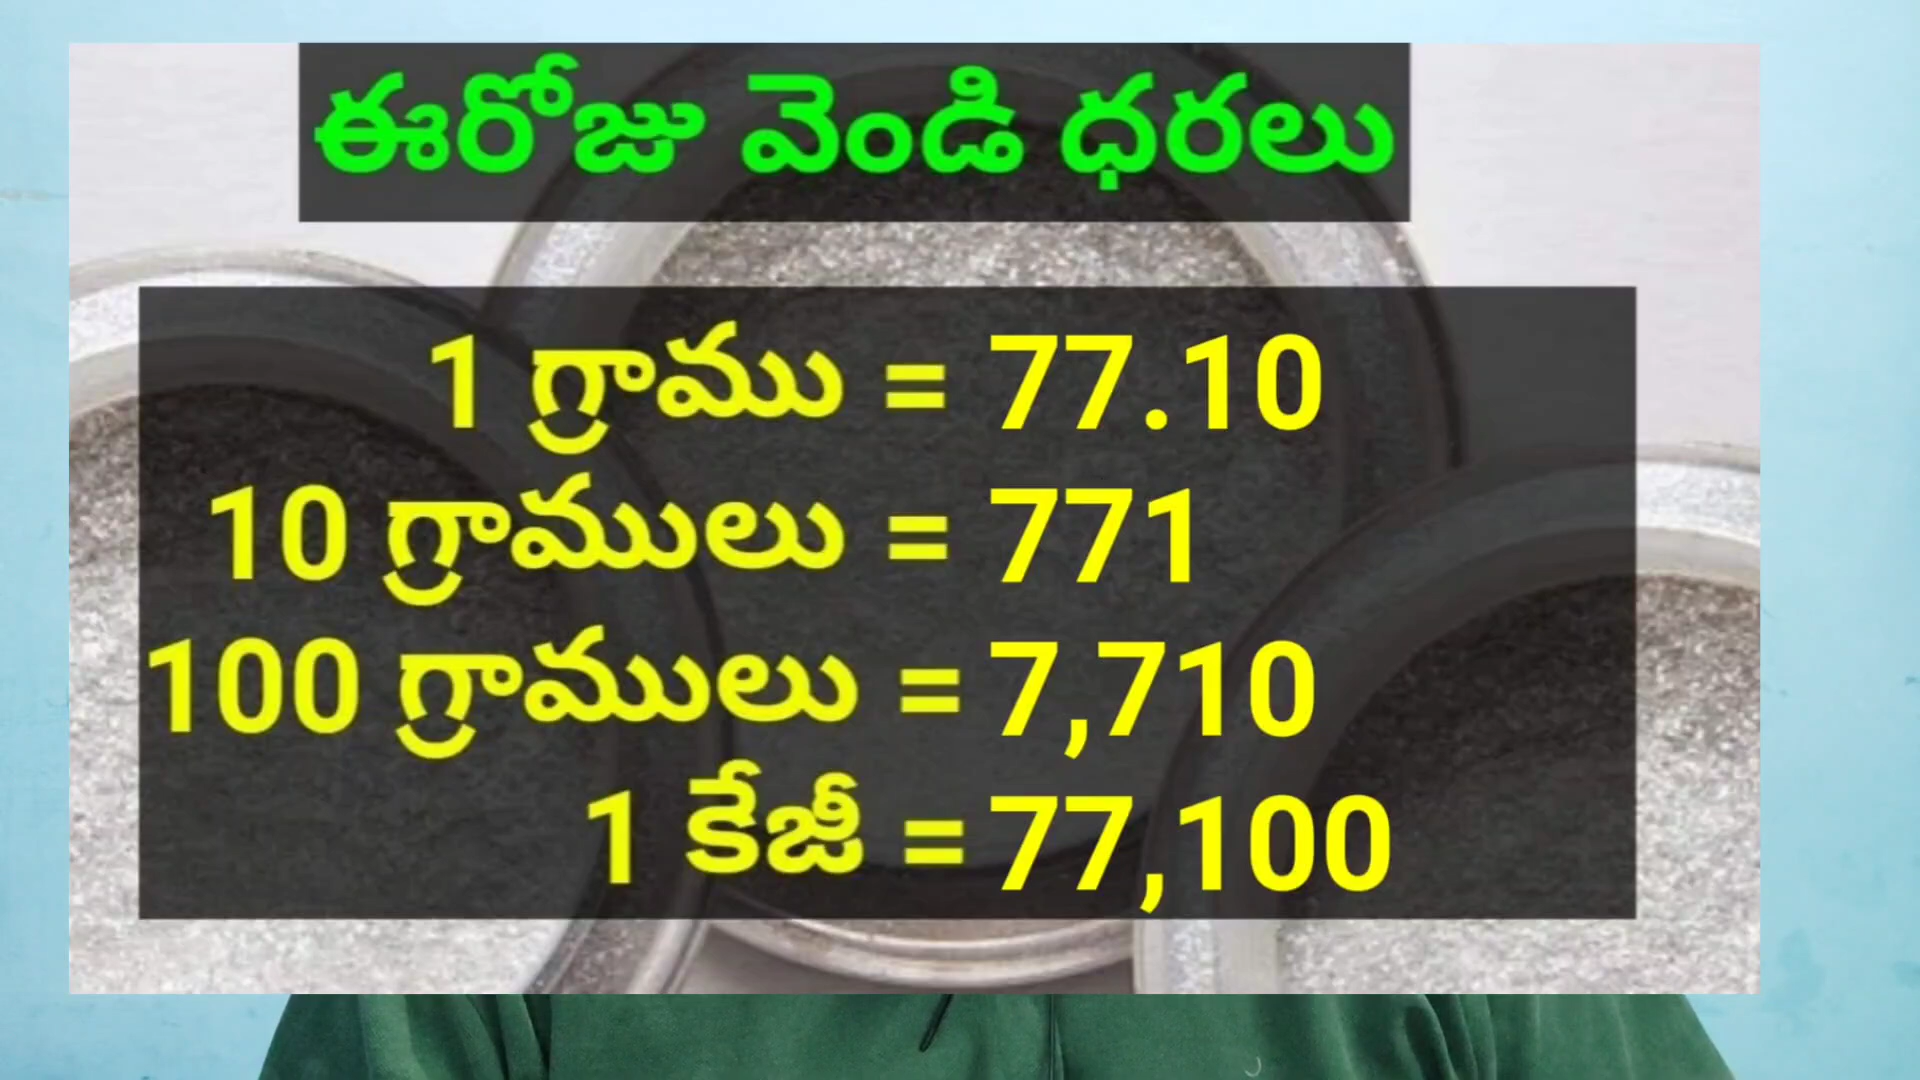 ఈరోజు వెండి ధరలు
1 గ్రాము = 77.10
10 గ్రాములు = 771
100 గ్రాములు = 7,710
1 కేజీ = 77,100